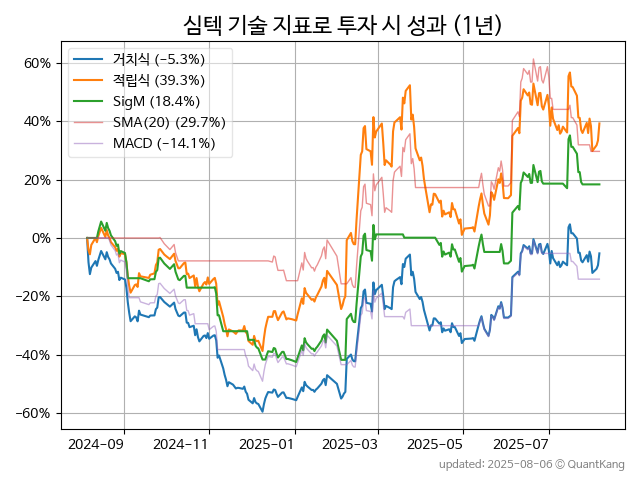 심텍 기술 지표로 투자 시 성과 (1년)
거치식 (−5.3%)
적립식 (39.3%)
SigM (18.4%)
SMA(20) (29.7%)
MACD (−14.1%)
60%
40%
20%
0%
−20%
−40%
−60%
2024−09
2024−11
2025−01
2025−03
2025−05
2025−07
updated: 2025-08-06 ⓒ QuantKang